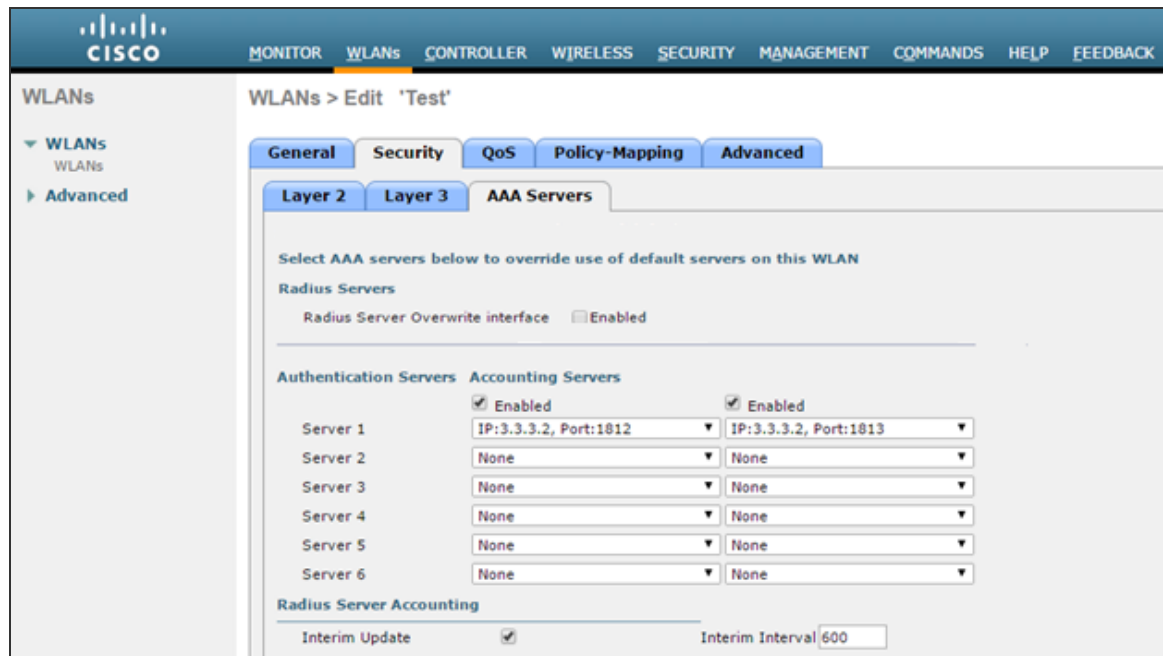 CISCO
MONITOR WLANs CONTROLLER WIRELESS SECURITY MANAGEMENT COMMANDS HELP FEEDBACK
WLANs
WLANs > Edit 'Test'
WLANs
WLANs
Advanced
General Security QoS Policy-Mapping Advanced
Layer 2 Layer 3 AAA Servers
Select AAA servers below to override use of default servers on this WLAN
Radius Servers
Radius Server Overwrite interface Enabled
Authentication Servers Accounting Servers
Enabled Enabled
Server 1 IP:3.3.3.2, Port:1812 IP:3.3.3.2, Port:1813
Server 2 None None
Server 3 None None
Server 4 None None
Server 5 None None
Server 6 None None
Radius Server Accounting
Interim Update Interim Interval 600